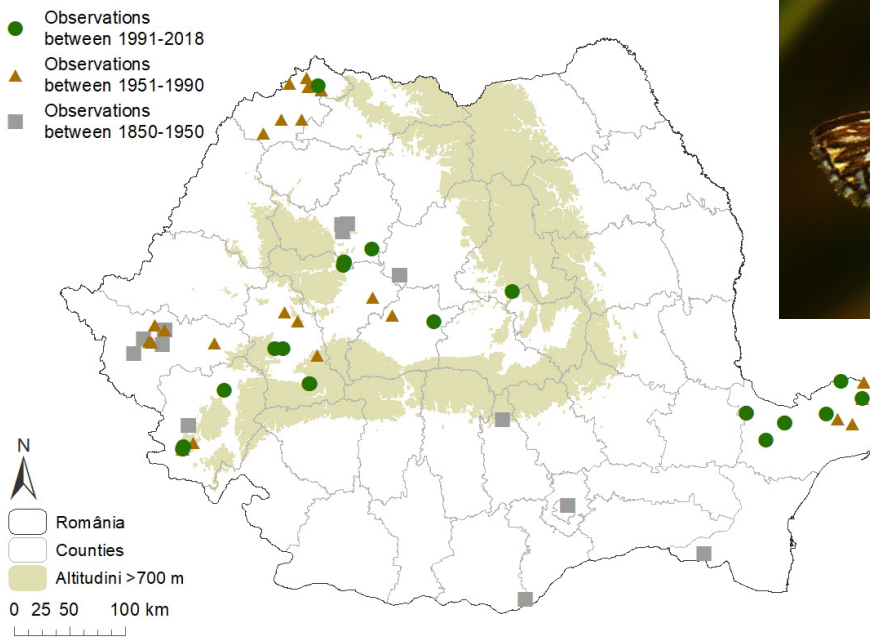 Observations
between 1991-2018
Observations
between 1951-1990
Observations
between 1850-1950
N
România
Counties
Altitudini >700 m
0 25 50 100 km